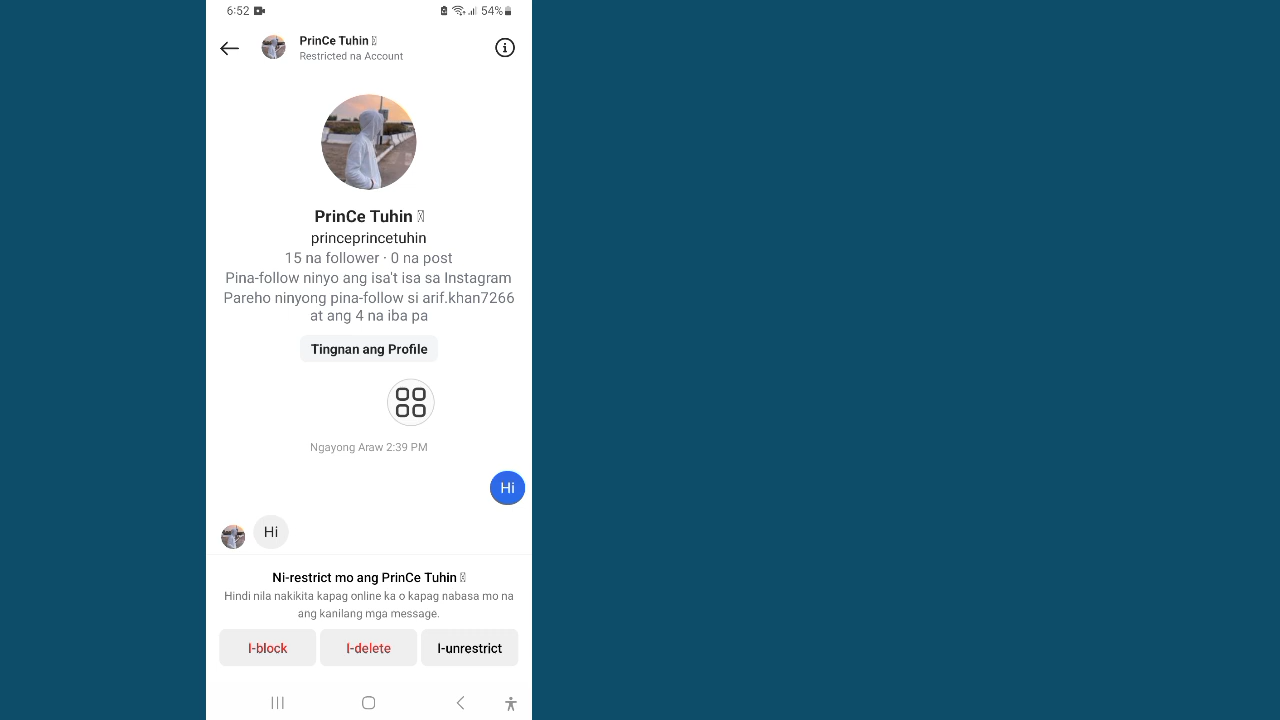 6:52 54%
PrinCe Tuhin
Restricted na Account
PrinCe Tuhin
princeprincetuhin
15 na follower · 0 na post
Pina-follow ninyo ang isa't isa sa Instagram
Pareho ninyong pina-follow si arif.khan7266
at ang 4 na iba pa
Tingnan ang Profile
Ngayong Araw 2:39 PM
Hi
Hi
Ni-restrict mo ang PrinCe Tuhin
Hindi nila nakikita kapag online ka o kapag nabasa mo na
ang kanilang mga message.
I-block I-delete I-unrestrict